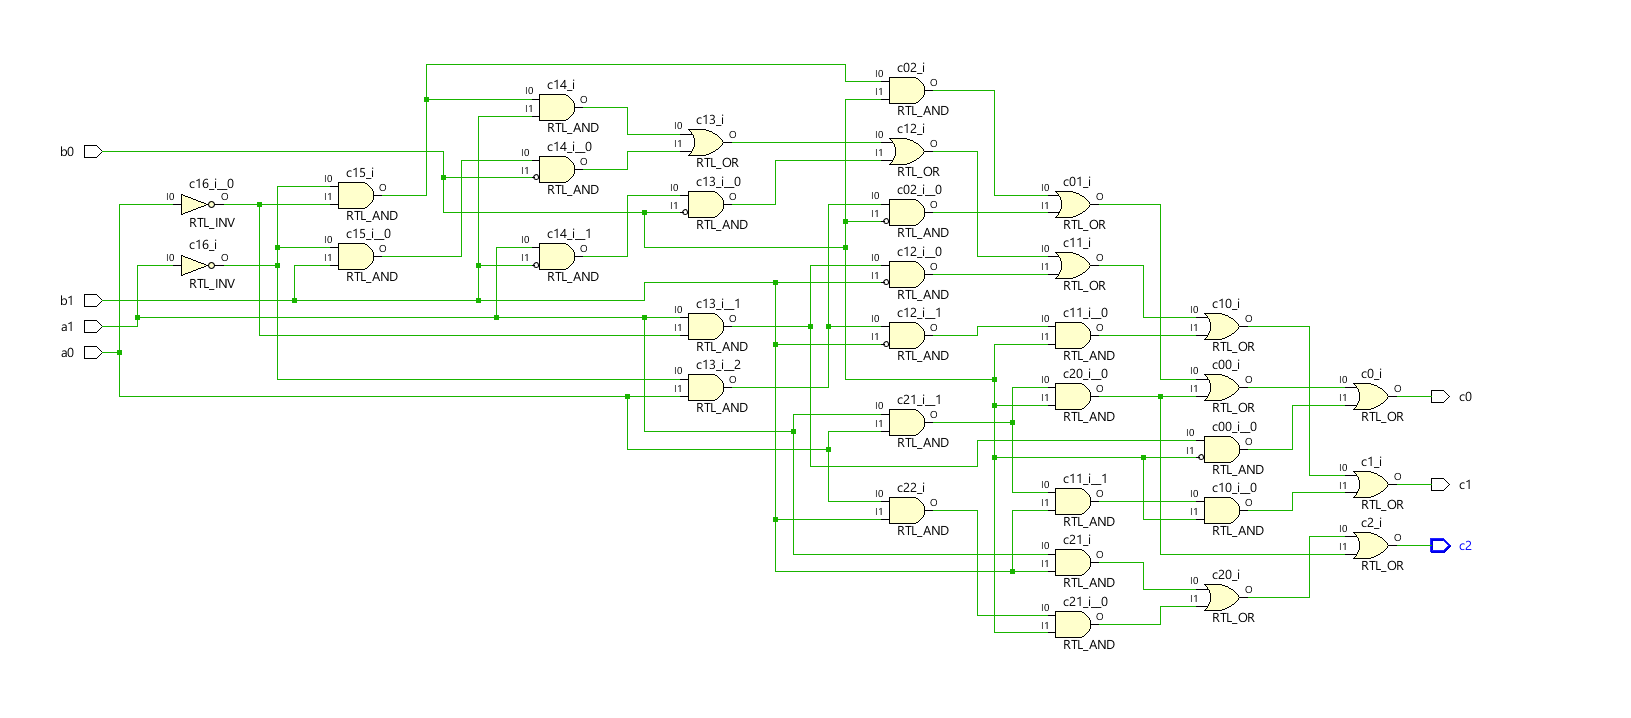 c02_i
I0
O
I1
RTL_AND
c14_i
I0
O
I1
RTL_AND
c13_i
I0
O
I1
RTL_OR
c12_i
I0
O
I1
RTL_OR
b0
c14_i__0
I0
O
I1
RTL_AND
c16_i__0
I0
O
RTL_INV
c15_i
I0
O
I1
RTL_AND
c13_i__0
I0
O
I1
RTL_AND
c02_i__0
I0
O
I1
RTL_AND
c01_i
I0
O
I1
RTL_OR
c16_i
I0
O
RTL_INV
c15_i__0
I0
O
I1
RTL_AND
c14_i__1
I0
O
I1
RTL_AND
c12_i__0
I0
O
I1
RTL_AND
c11_i
I0
O
I1
RTL_OR
b1
a1
a0
c13_i__1
I0
O
I1
RTL_AND
c12_i__1
I0
O
I1
RTL_AND
c11_i__0
I0
O
I1
RTL_AND
c10_i
I0
O
I1
RTL_OR
c13_i__2
I0
O
I1
RTL_AND
c20_i__0
I0
O
I1
RTL_AND
c00_i
I0
O
I1
RTL_OR
c0_i
I0
O
I1
RTL_OR
c0
c21_i__1
I0
O
I1
RTL_AND
c00_i__0
I0
O
I1
RTL_AND
c1_i
I0
O
I1
RTL_OR
c1
c22_i
I0
O
I1
RTL_AND
c11_i__1
I0
O
I1
RTL_AND
c10_i__0
I0
O
I1
RTL_AND
c2_i
I0
O
I1
RTL_OR
c2
c21_i
I0
O
I1
RTL_AND
c20_i
I0
O
I1
RTL_OR
c21_i__0
I0
O
I1
RTL_AND